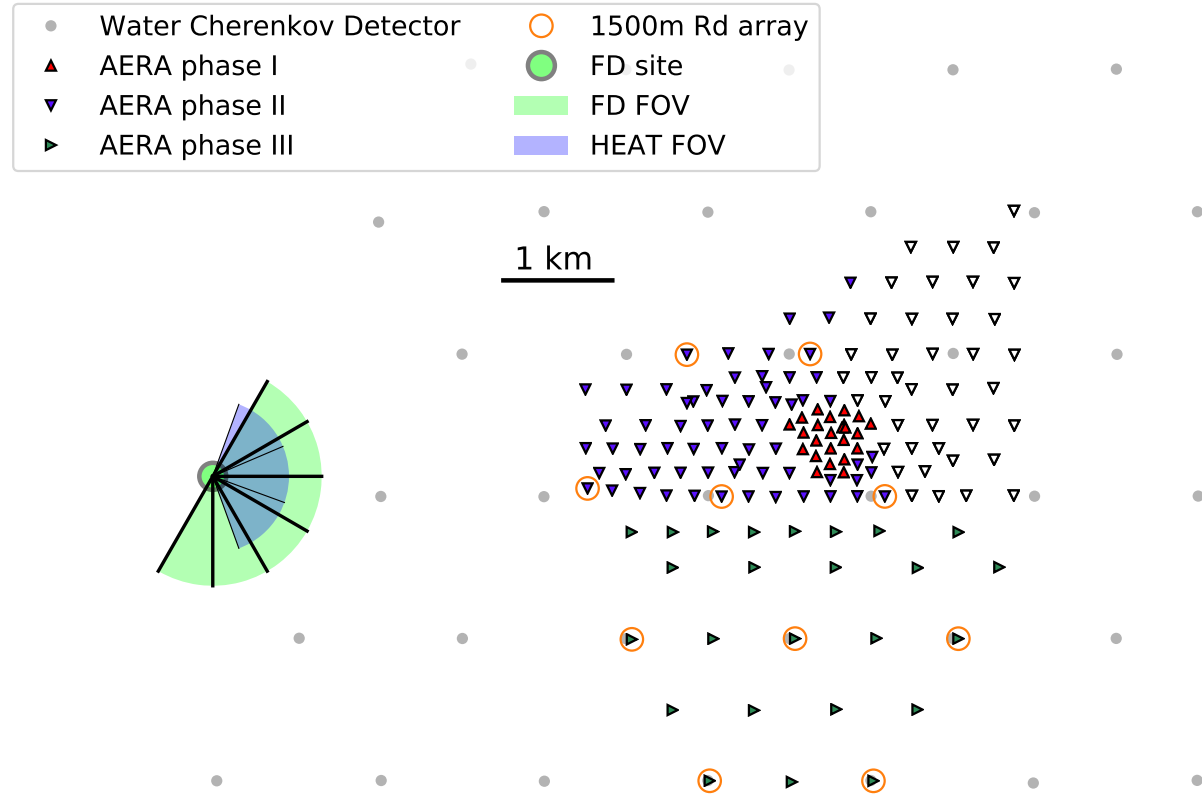 Water Cherenkov Detector
AERA phase I
AERA phase II
AERA phase III
1500m Rd array
FD site
FD FOV
HEAT FOV
1 km